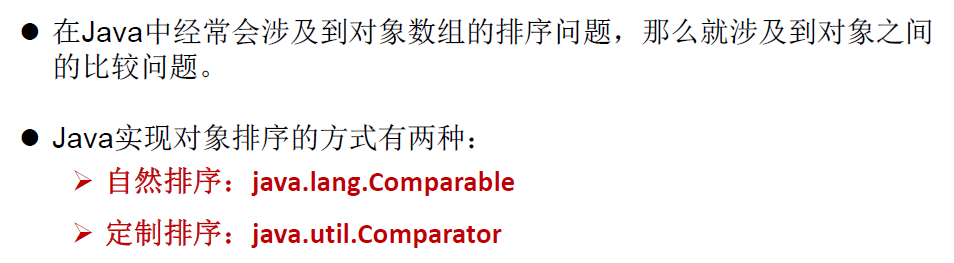 ● 在Java中经常会涉及到对象数组的排序问题，那么就涉及到对象之间
的比较问题。
● Java实现对象排序的方式有两种：
➢ 自然排序：java.lang.Comparable
➢ 定制排序：java.util.Comparator